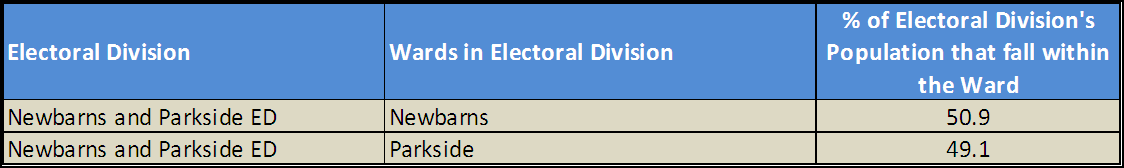 Electoral Division Wards in Electoral Division % of Electoral Division's
Population that fall within
the Ward
Newbarns and Parkside ED Newbarns 50.9
Newbarns and Parkside ED Parkside 49.1